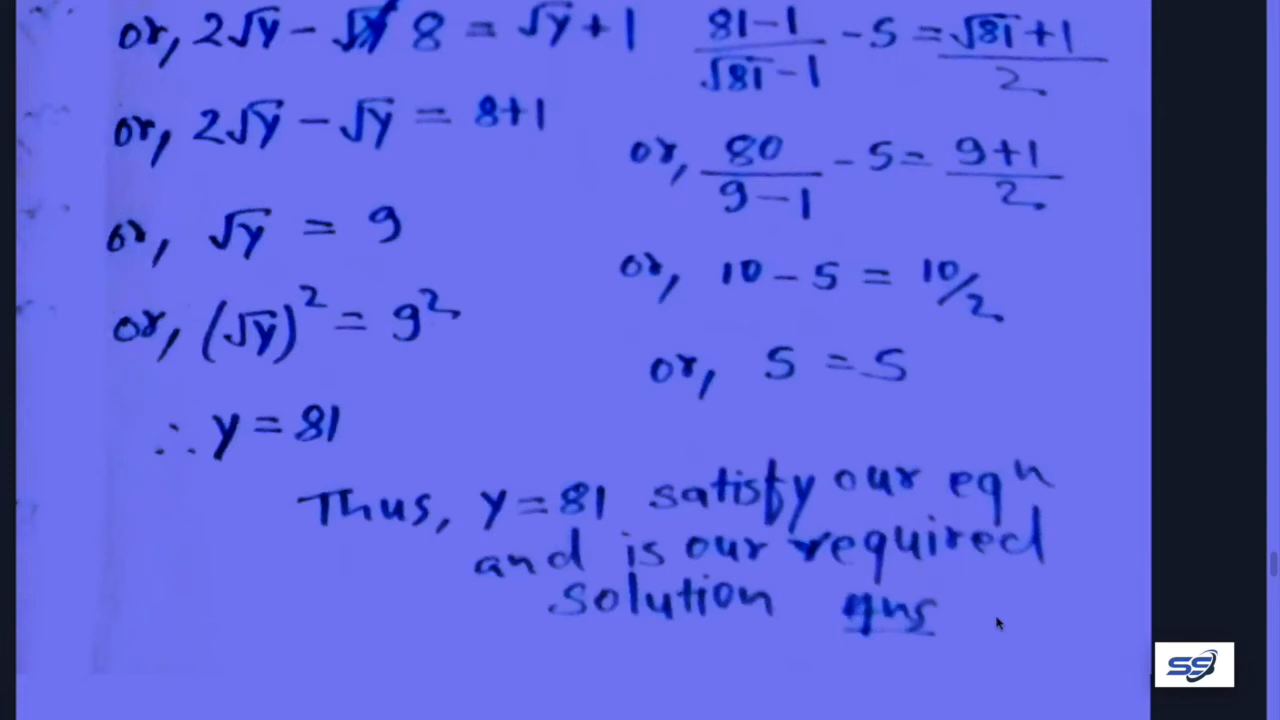 or, 2√y - 8 = √y + 1
or, 2√y - √y = 8+1
or, √y = 9
or, (√y)² = 9²
∴ y = 81
(81-1)/(√81-1) - 5 = (√81+1)/2
or, 80/(9-1) - 5 = (9+1)/2
or, 10 - 5 = 10/2
or, 5 = 5
Thus, y = 81 satisfy our eqⁿ
and is our required
solution ans
SS